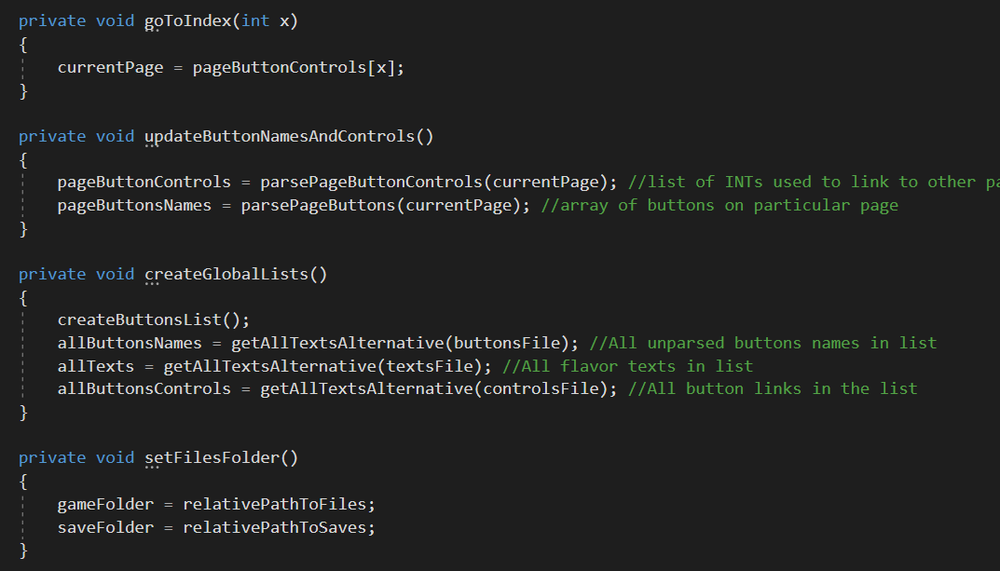 private void goToIndex(int x)
{
    currentPage = pageButtonControls[x];
}

private void updateButtonNamesAndControls()
{
    pageButtonControls = parsePageButtonControls(currentPage); //list of INTs used to link to other
    pageButtonsNames = parsePageButtons(currentPage); //array of buttons on particular page
}

private void createGlobalLists()
{
    createButtonsList();
    allButtonsNames = getAllTextsAlternative(buttonsFile); //All unparsed buttons names in list
    allTexts = getAllTextsAlternative(textsFile); //All flavor texts in list
    allButtonsControls = getAllTextsAlternative(controlsFile); //All button links in the list
}

private void setFilesFolder()
{
    gameFolder = relativePathToFiles;
    saveFolder = relativePathToSaves;
}